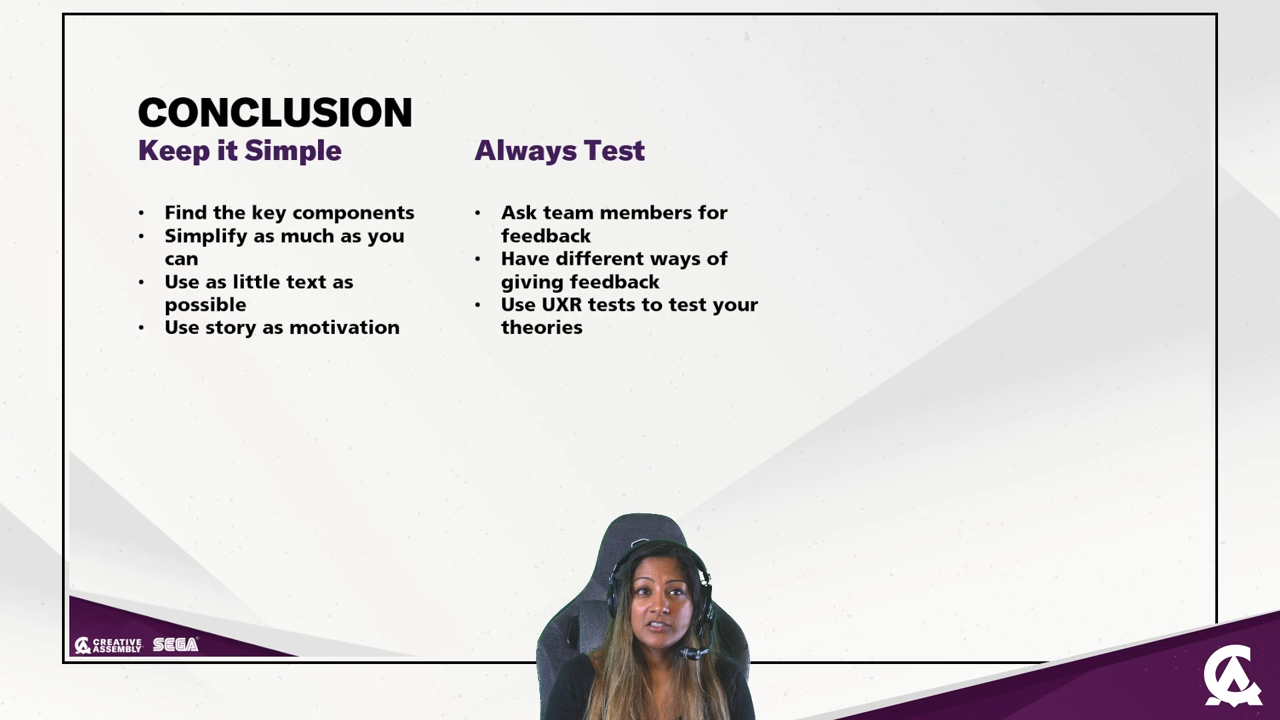 CONCLUSION
Keep it Simple
• Find the key components
• Simplify as much as you
can
• Use as little text as
possible
• Use story as motivation
Always Test
• Ask team members for
feedback
• Have different ways of
giving feedback
• Use UXR tests to test your
theories
CREATIVE
ASSEMBLY
SEGA